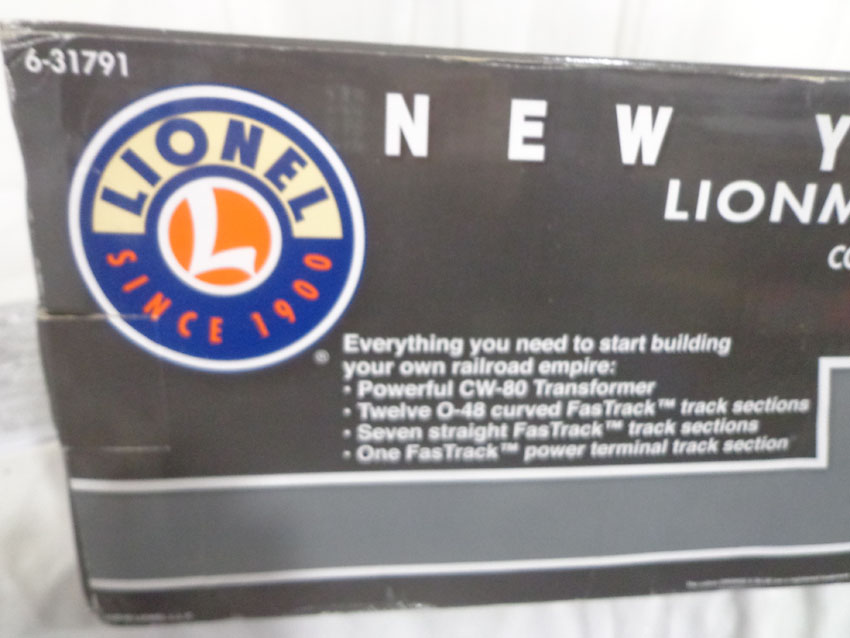 6-31791
LIONEL
L
SINCE 1900
®
N E W Y
LIONM
CO
Everything you need to start building
your own railroad empire:
• Powerful CW-80 Transformer
• Twelve O-48 curved FasTrack™ track sections
• Seven straight FasTrack™ track sections
• One FasTrack™ power terminal track section